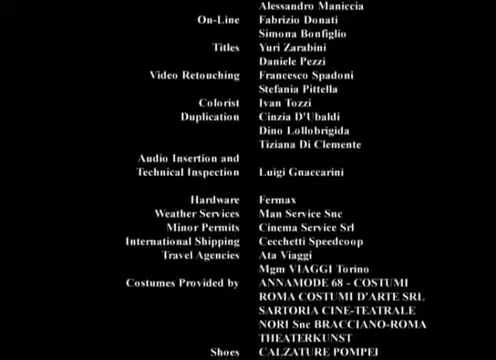 Alessandro Maniccia
On-Line Fabrizio Donati
Simona Bonfiglio
Titles Yuri Zarabini
Daniele Pezzi
Video Retouching Francesco Spadoni
Stefania Pittella
Colorist Ivan Tozzi
Duplication Cinzia D'Ubaldi
Dino Lollobrigida
Tiziana Di Clemente
Audio Insertion and
Technical Inspection Luigi Gnaccarini
Hardware Fermax
Weather Services Man Service Snc
Minor Permits Cinema Service Srl
International Shipping Cecchetti Speedcoop
Travel Agencies Ata Viaggi
Mgm VIAGGI Torino
Costumes Provided by ANNAMODE 68 - COSTUMI
ROMA COSTUMI D'ARTE SRL
SARTORIA CINE-TEATRALE
NORI Snc BRACCIANO-ROMA
THEATERKUNST
Shoes CALZATURE POMPEI